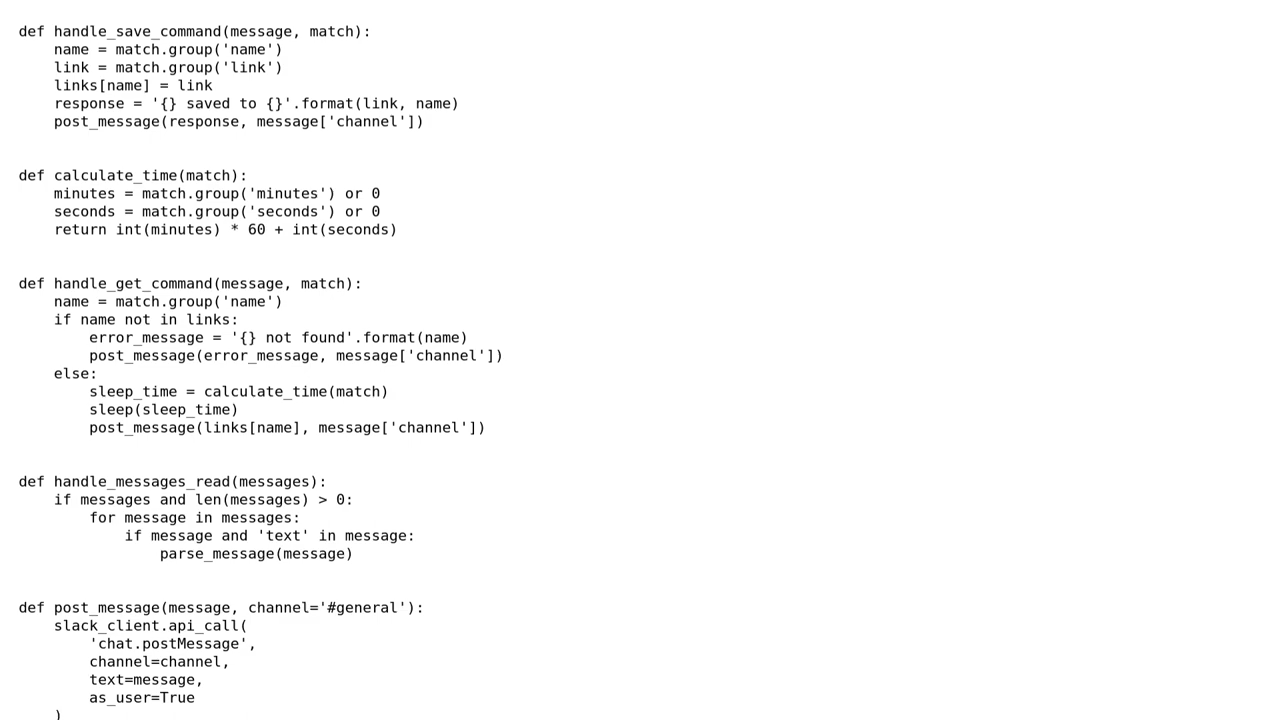 def handle_save_command(message, match):
    name = match.group('name')
    link = match.group('link')
    links[name] = link
    response = '{} saved to {}'.format(link, name)
    post_message(response, message['channel'])


def calculate_time(match):
    minutes = match.group('minutes') or 0
    seconds = match.group('seconds') or 0
    return int(minutes) * 60 + int(seconds)


def handle_get_command(message, match):
    name = match.group('name')
    if name not in links:
        error_message = '{} not found'.format(name)
        post_message(error_message, message['channel'])
    else:
        sleep_time = calculate_time(match)
        sleep(sleep_time)
        post_message(links[name], message['channel'])


def handle_messages_read(messages):
    if messages and len(messages) > 0:
        for message in messages:
            if message and 'text' in message:
                parse_message(message)


def post_message(message, channel='#general'):
    slack_client.api_call(
        'chat.postMessage',
        channel=channel,
        text=message,
        as_user=True
    )